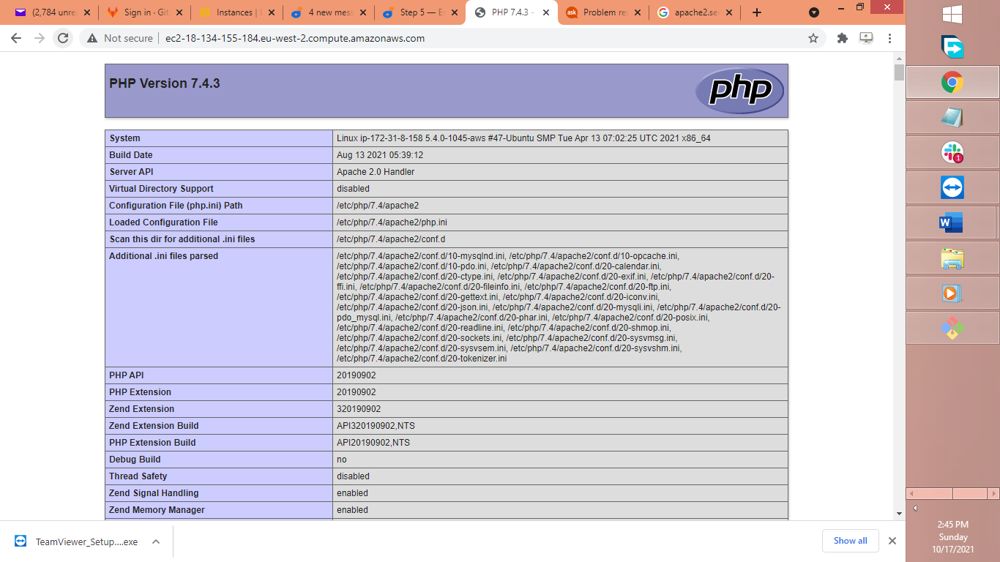 (2,784 unre
Sign in · Git
Instances |
4 new mess
Step 5 — E
PHP 7.4.3 -
Problem re
apache2.se
Not secure
ec2-18-134-155-184.eu-west-2.compute.amazonaws.com
PHP Version 7.4.3
php
System Linux ip-172-31-8-158 5.4.0-1045-aws #47-Ubuntu SMP Tue Apr 13 07:02:25 UTC 2021 x86_64
Build Date Aug 13 2021 05:39:12
Server API Apache 2.0 Handler
Virtual Directory Support disabled
Configuration File (php.ini) Path /etc/php/7.4/apache2
Loaded Configuration File /etc/php/7.4/apache2/php.ini
Scan this dir for additional .ini files /etc/php/7.4/apache2/conf.d
Additional .ini files parsed /etc/php/7.4/apache2/conf.d/10-mysqlnd.ini, /etc/php/7.4/apache2/conf.d/10-opcache.ini,
/etc/php/7.4/apache2/conf.d/10-pdo.ini, /etc/php/7.4/apache2/conf.d/20-calendar.ini,
/etc/php/7.4/apache2/conf.d/20-ctype.ini, /etc/php/7.4/apache2/conf.d/20-exif.ini, /etc/php/7.4/apache2/conf.d/20-
ffi.ini, /etc/php/7.4/apache2/conf.d/20-fileinfo.ini, /etc/php/7.4/apache2/conf.d/20-ftp.ini,
/etc/php/7.4/apache2/conf.d/20-gettext.ini, /etc/php/7.4/apache2/conf.d/20-iconv.ini,
/etc/php/7.4/apache2/conf.d/20-json.ini, /etc/php/7.4/apache2/conf.d/20-mysqli.ini, /etc/php/7.4/apache2/conf.d/20-
pdo_mysql.ini, /etc/php/7.4/apache2/conf.d/20-phar.ini, /etc/php/7.4/apache2/conf.d/20-posix.ini,
/etc/php/7.4/apache2/conf.d/20-readline.ini, /etc/php/7.4/apache2/conf.d/20-shmop.ini,
/etc/php/7.4/apache2/conf.d/20-sockets.ini, /etc/php/7.4/apache2/conf.d/20-sysvmsg.ini,
/etc/php/7.4/apache2/conf.d/20-sysvsem.ini, /etc/php/7.4/apache2/conf.d/20-sysvshm.ini,
/etc/php/7.4/apache2/conf.d/20-tokenizer.ini
PHP API 20190902
PHP Extension 20190902
Zend Extension 320190902
Zend Extension Build API320190902,NTS
PHP Extension Build API20190902,NTS
Debug Build no
Thread Safety disabled
Zend Signal Handling enabled
Zend Memory Manager enabled
TeamViewer_Setup....exe
Show all
ask
1
W
2:45 PM
Sunday
10/17/2021